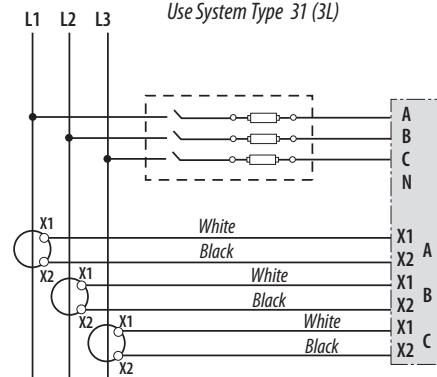 Use System Type 31 (3L)
L1 L2 L3
A
B
C
N
X1 White X1
Black X2 A
X2 X1 White X1
Black X2 B
X2 X1 White X1
Black X2 C
X2